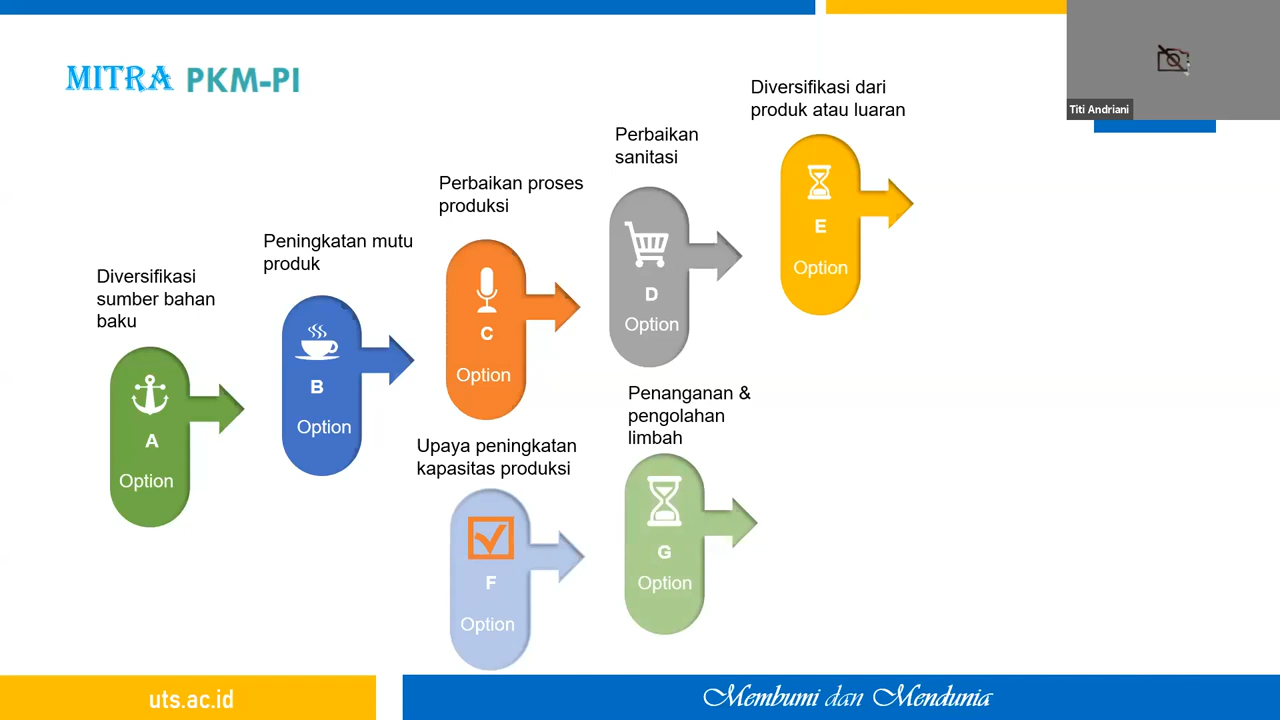 MITRA PKM-PI
Titi Andriani
Diversifikasi
sumber bahan
baku
A
Option
Peningkatan mutu
produk
B
Option
Perbaikan proses
produksi
C
Option
Perbaikan
sanitasi
D
Option
Diversifikasi dari
produk atau luaran
E
Option
Upaya peningkatan
kapasitas produksi
F
Option
Penanganan &
pengolahan
limbah
G
Option
uts.ac.id
Membumi dan Mendunia